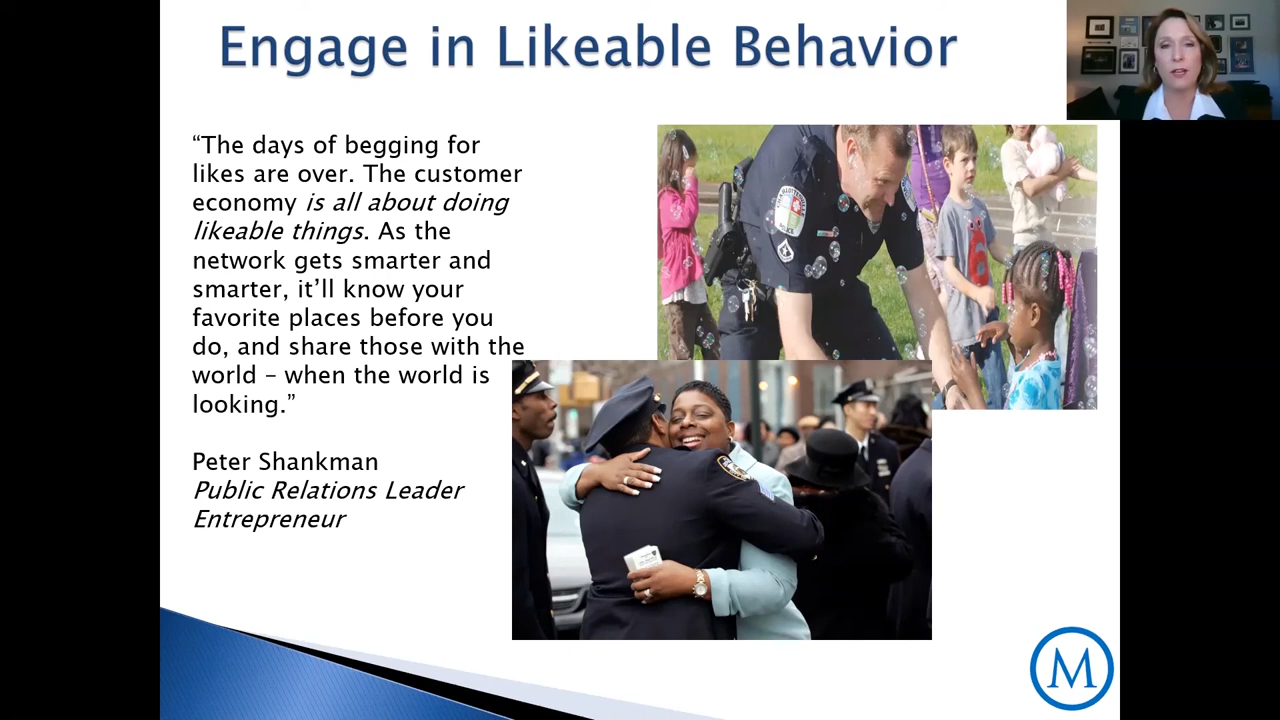 Engage in Likeable Behavior
“The days of begging for
likes are over. The customer
economy is all about doing
likeable things. As the
network gets smarter and
smarter, it’ll know your
favorite places before you
do, and share those with the
world – when the world is
looking.”
Peter Shankman
Public Relations Leader
Entrepreneur
M